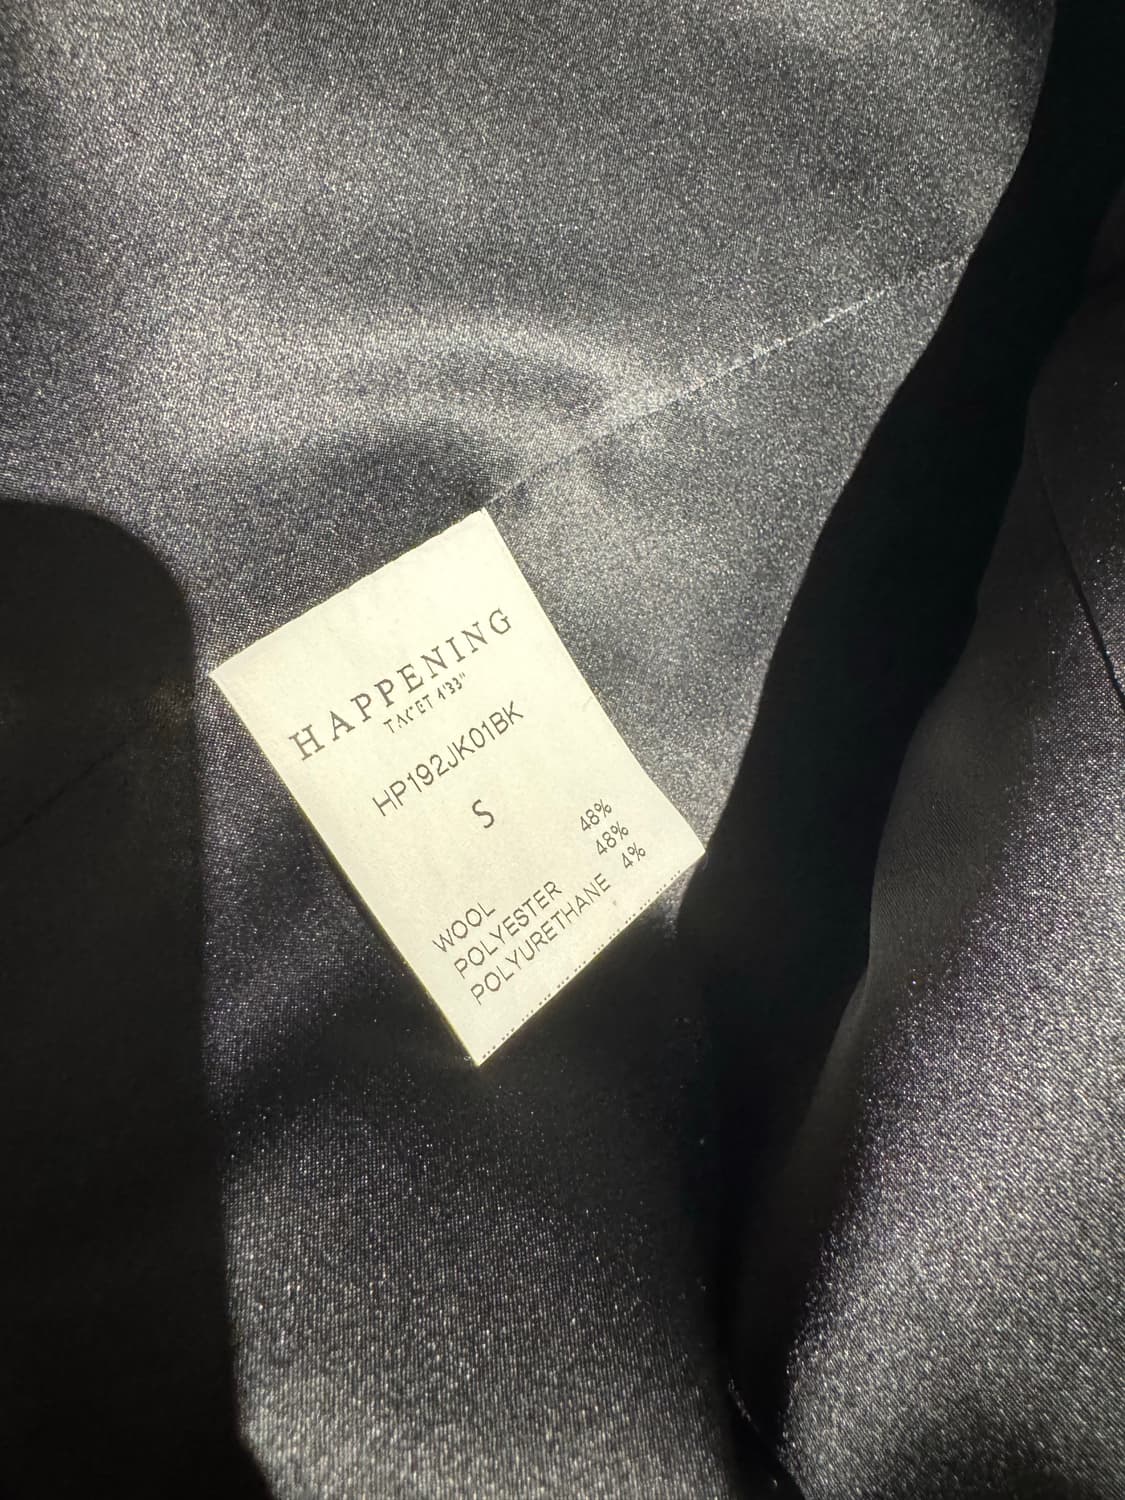 HAPPENING
TACET 4'33"
HP192JK01BK
S
WOOL 48%
POLYESTER 48%
POLYURETHANE 4%